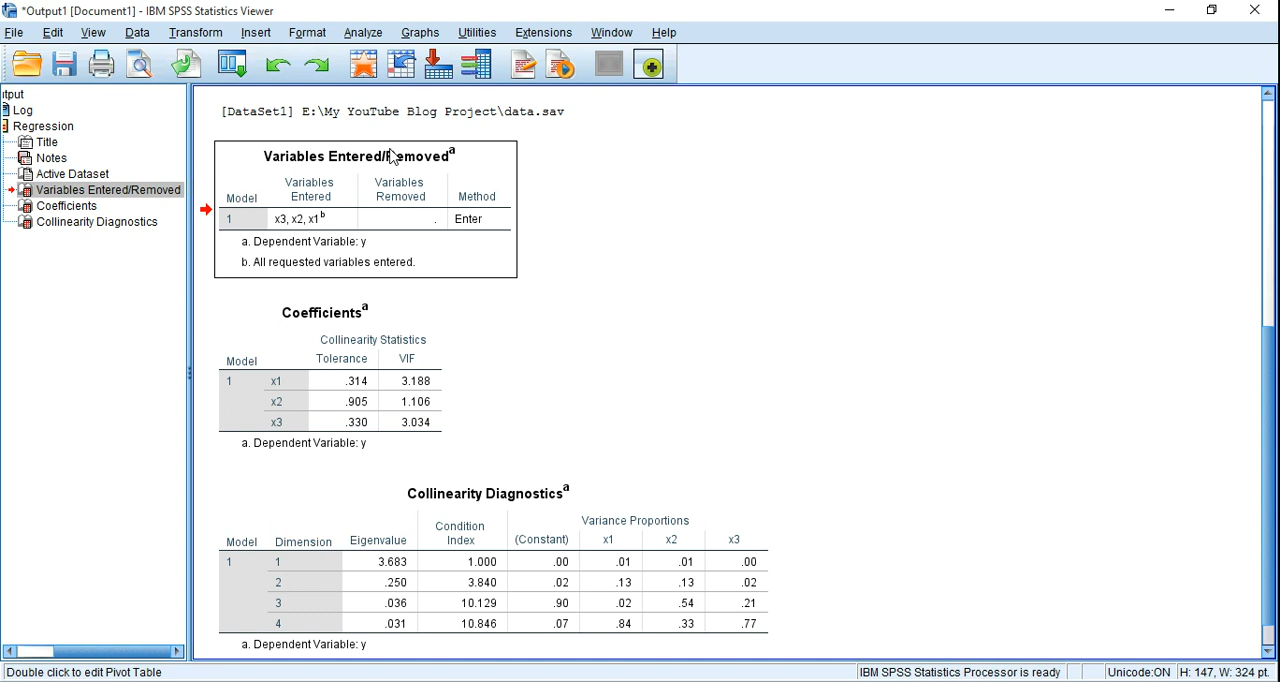 *Output1 [Document1] - IBM SPSS Statistics Viewer
File Edit View Data Transform Insert Format Analyze Graphs Utilities Extensions Window Help
tput
Log
Regression
Title
Notes
Active Dataset
Variables Entered/Removed
Coefficients
Collinearity Diagnostics
[DataSet1] E:\My YouTube Blog Project\data.sav
Variables Entered/Removed a
Model Variables Entered Variables Removed Method
1 x3, x2, x1 b . Enter
a. Dependent Variable: y
b. All requested variables entered.
Coefficients a
Collinearity Statistics
Model Tolerance VIF
1 x1 .314 3.188
x2 .905 1.106
x3 .330 3.034
a. Dependent Variable: y
Collinearity Diagnostics a
Variance Proportions
Model Dimension Eigenvalue Condition Index (Constant) x1 x2 x3
1 1 3.683 1.000 .00 .01 .01 .00
2 .250 3.840 .02 .13 .13 .02
3 .036 10.129 .90 .02 .54 .21
4 .031 10.846 .07 .84 .33 .77
a. Dependent Variable: y
Double click to edit Pivot Table IBM SPSS Statistics Processor is ready Unicode:ON H: 147, W: 324 pt.